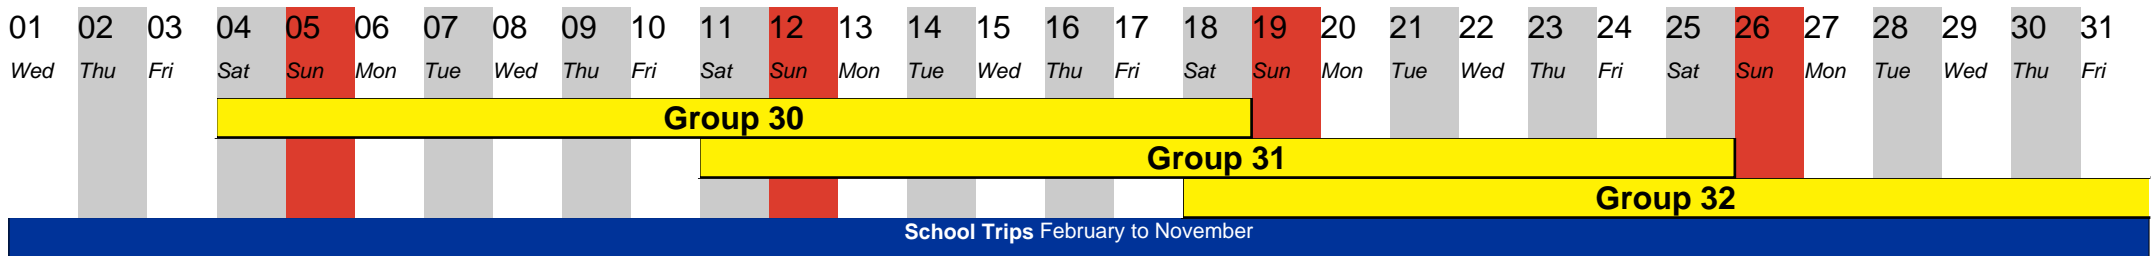 01 02 03 04 05 06 07 08 09 10 11 12 13 14 15 16 17 18 19 20 21 22 23 24 25 26 27 28 29 30 31
Wed Thu Fri Sat Sun Mon Tue Wed Thu Fri Sat Sun Mon Tue Wed Thu Fri Sat Sun Mon Tue Wed Thu Fri Sat Sun Mon Tue Wed Thu Fri
Group 30
Group 31
Group 32
School Trips February to November